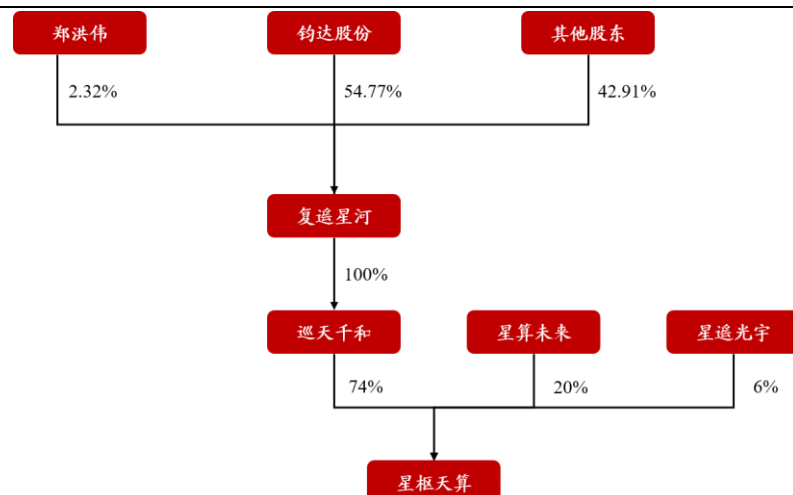 郑洪伟 钧达股份 其他股东
2.32% 54.77% 42.91%
复遥星河
100%
巡天千和 星算未来 星遥光宇
74% 20% 6%
星枢天算